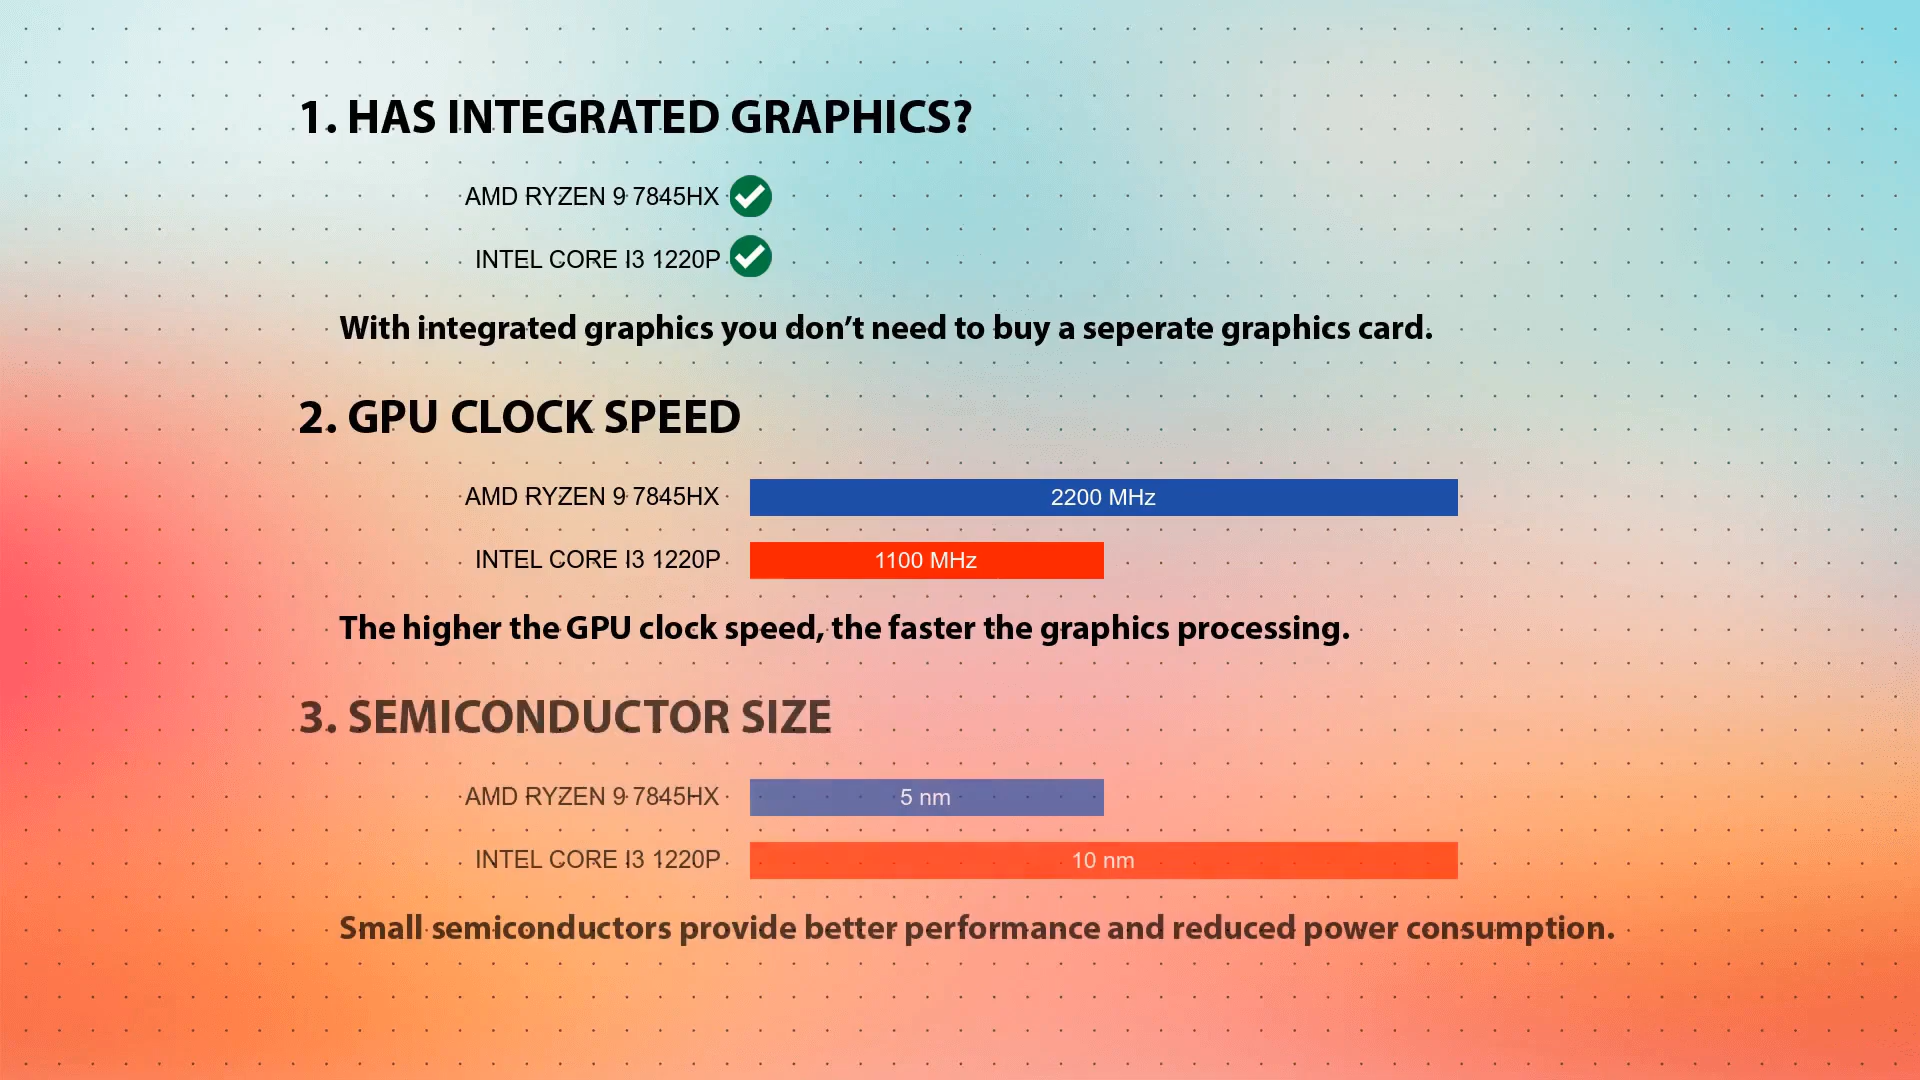 1. HAS INTEGRATED GRAPHICS?
AMD RYZEN 9 7845HX
INTEL CORE I3 1220P
With integrated graphics you don’t need to buy a seperate graphics card.
2. GPU CLOCK SPEED
AMD RYZEN 9 7845HX 2200 MHz
INTEL CORE I3 1220P 1100 MHz
The higher the GPU clock speed, the faster the graphics processing.
3. SEMICONDUCTOR SIZE
AMD RYZEN 9 7845HX 5 nm
INTEL CORE I3 1220P 10 nm
Small semiconductors provide better performance and reduced power consumption.